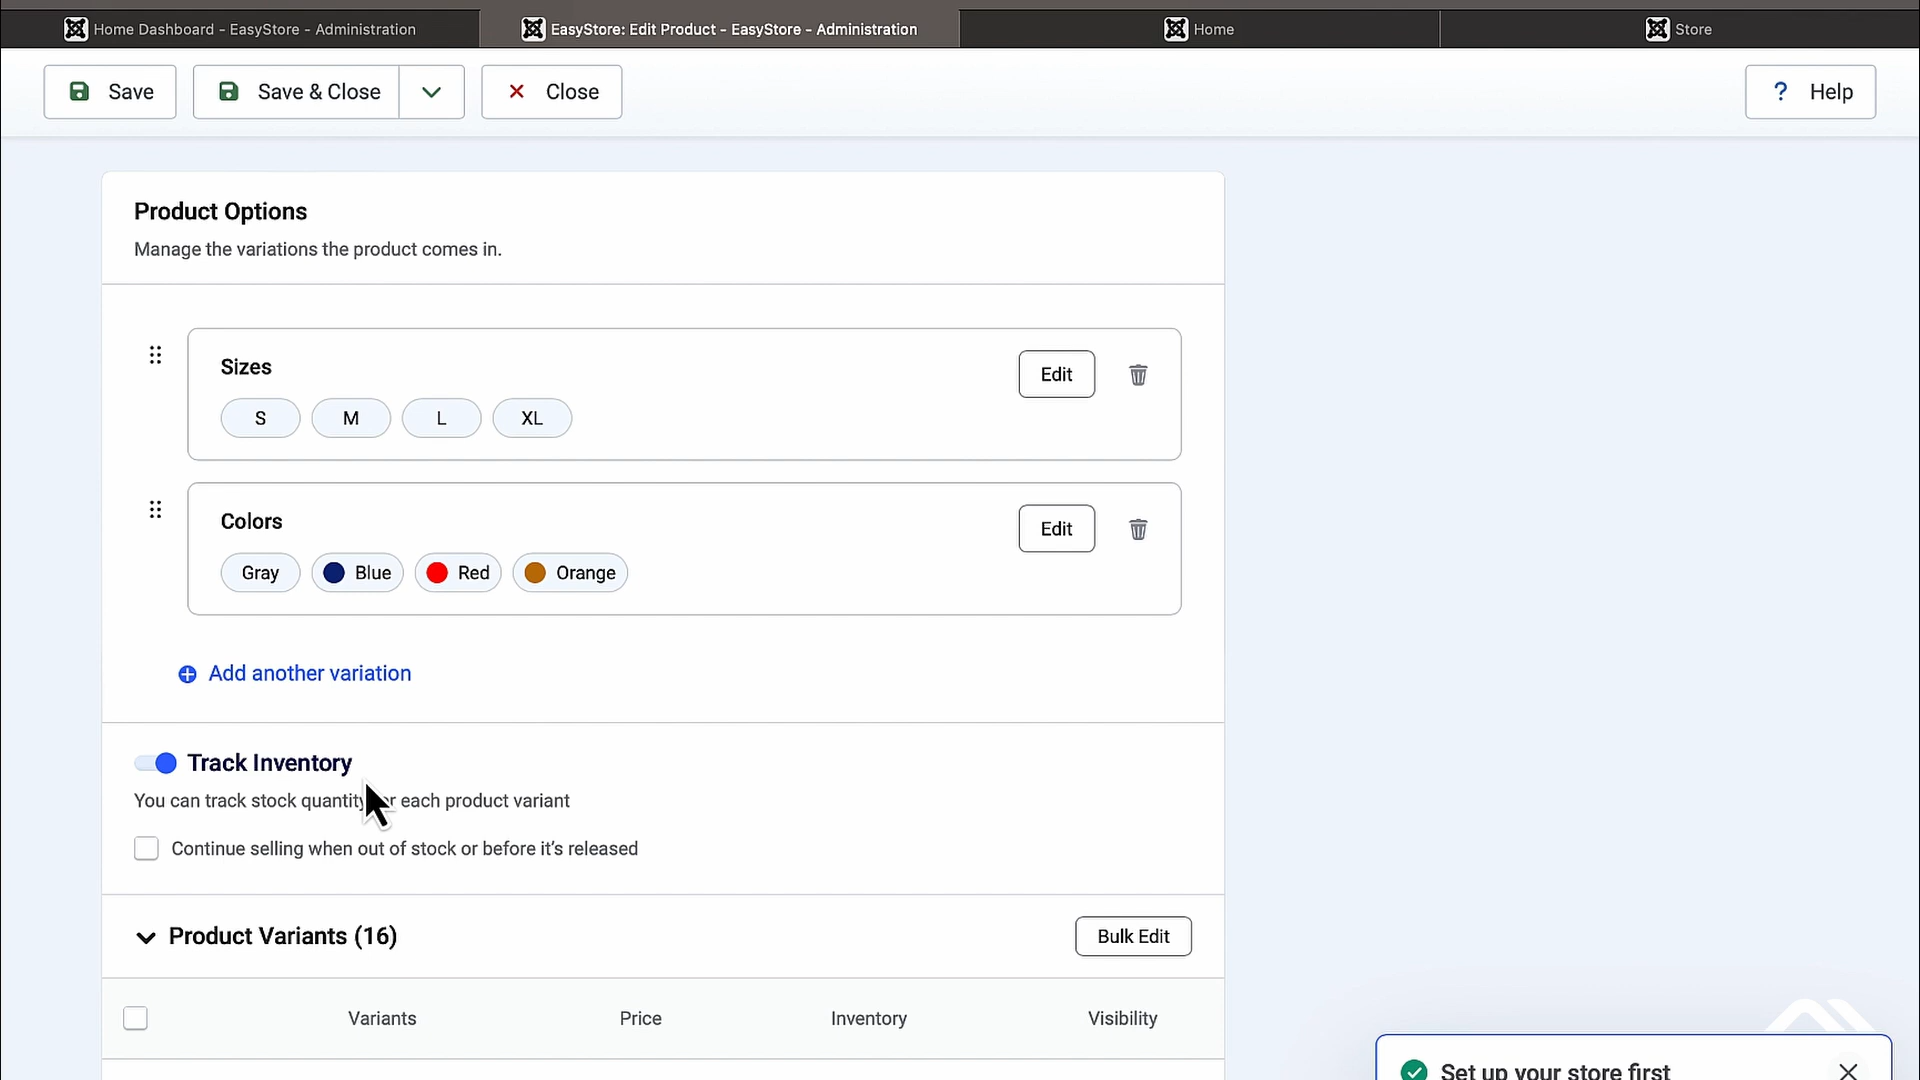 Home Dashboard - EasyStore - Administration
EasyStore: Edit Product - EasyStore - Administration
Home
Store
Save
Save & Close
Close
? Help
Product Options
Manage the variations the product comes in.
Sizes
Edit
S M L XL
Colors
Edit
Gray Blue Red Orange
Add another variation
Track Inventory
You can track stock quantity each product variant
Continue selling when out of stock or before it's released
Product Variants (16)
Bulk Edit
Variants Price Inventory Visibility
Set up your store first